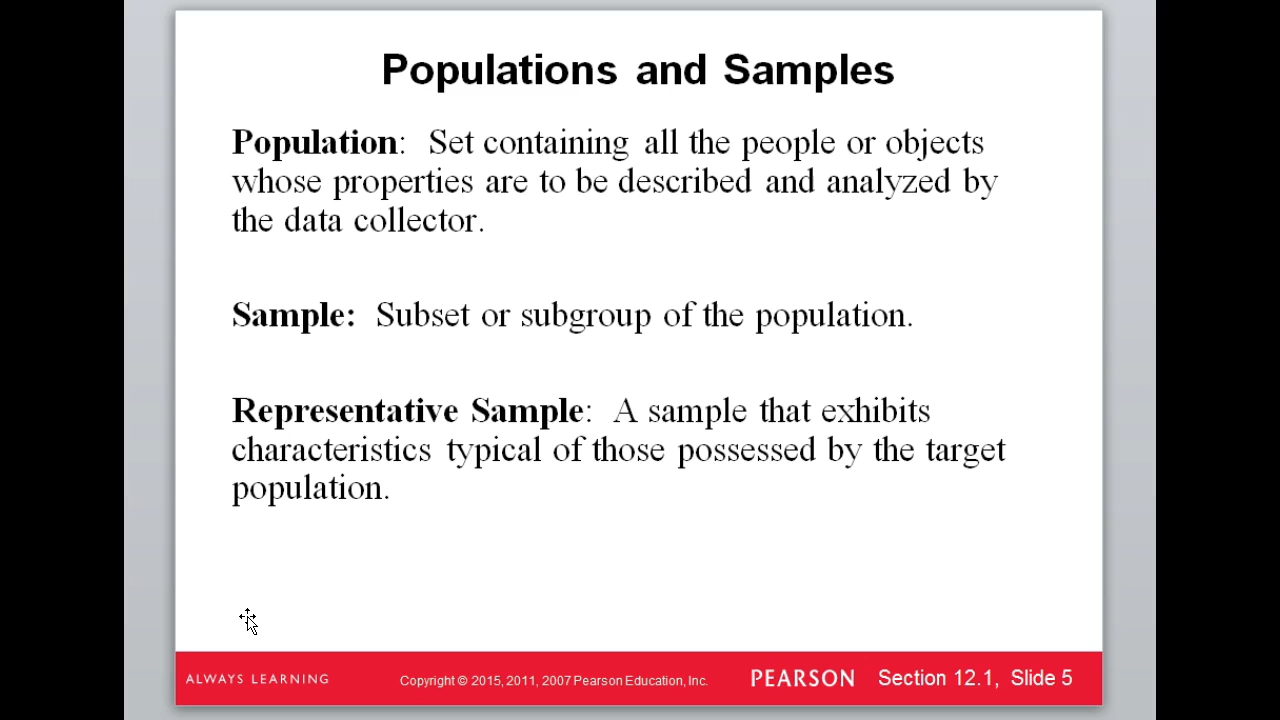 Populations and Samples
Population: Set containing all the people or objects
whose properties are to be described and analyzed by
the data collector.
Sample: Subset or subgroup of the population.
Representative Sample: A sample that exhibits
characteristics typical of those possessed by the target
population.
ALWAYS LEARNING
Copyright © 2015, 2011, 2007 Pearson Education, Inc.
PEARSON
Section 12.1, Slide 5